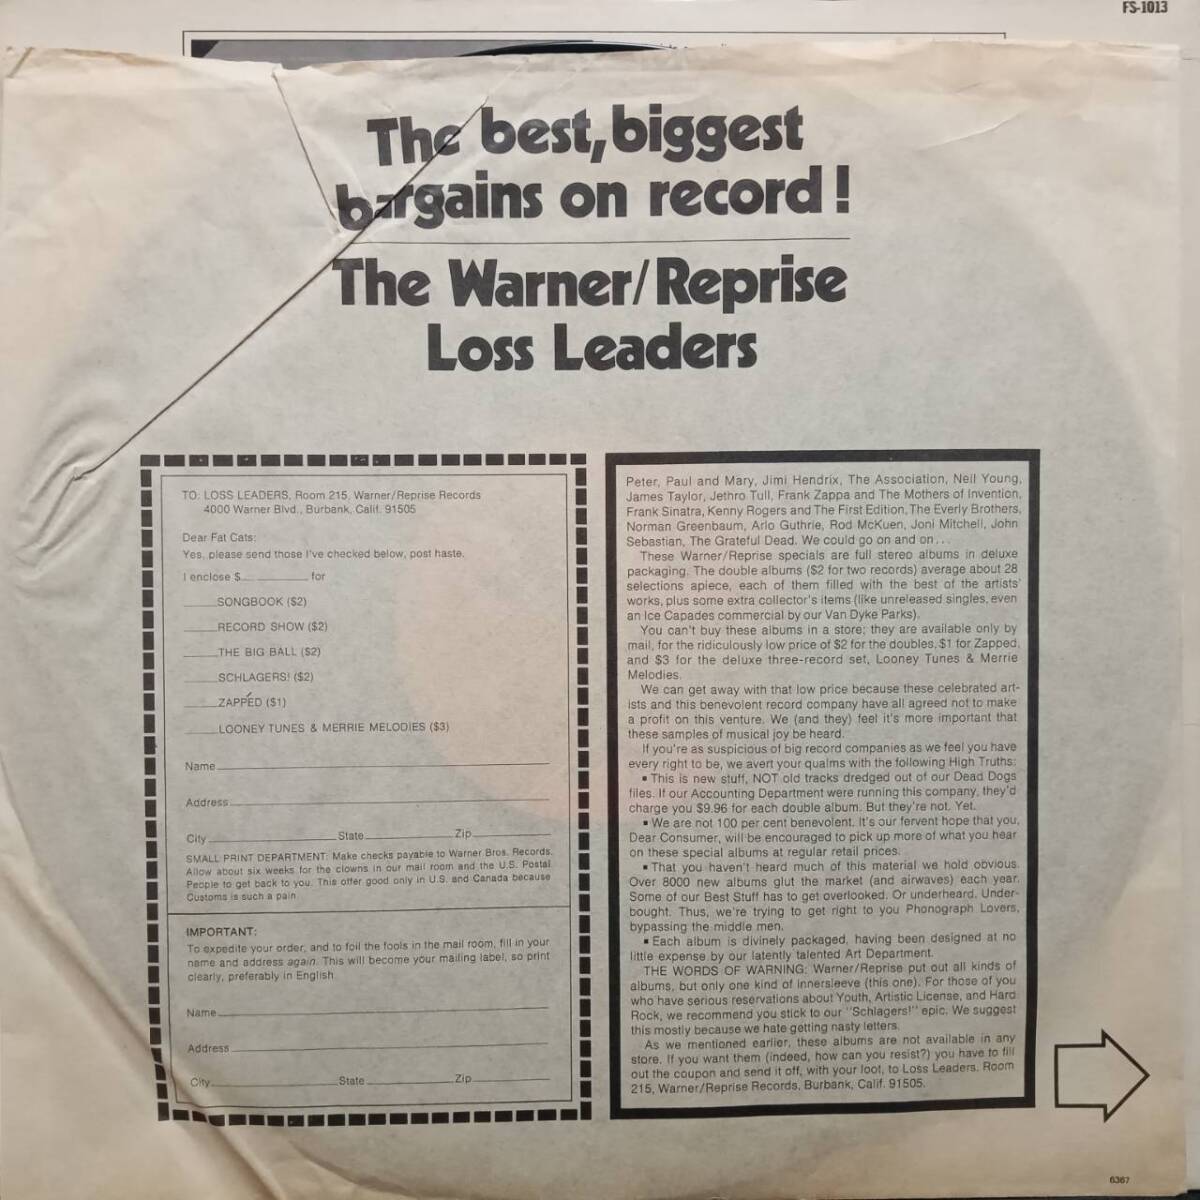 FS-1013
The best, biggest
bargains on record!
The Warner/Reprise
Loss Leaders
TO: LOSS LEADERS, Room 215, Warner/Reprise Records
4000 Warner Blvd., Burbank, Calif. 91505
Dear Fat Cats:
Yes, please send those I've checked below, post haste.
I enclose $ for
SONGBOOK ($2)
RECORD SHOW ($2)
THE BIG BALL ($2)
SCHLAGERS! ($2)
ZAPPÉD ($1)
LOONEY TUNES & MERRIE MELODIES ($3)
Name
Address
City State Zip
SMALL PRINT DEPARTMENT: Make checks payable to Warner Bros. Records.
Allow about six weeks for the clowns in our mail room and the U.S. Postal
People to get back to you. This offer good only in U.S. and Canada because
Customs is such a pain.
IMPORTANT:
To expedite your order, and to foil the fools in the mail room, fill in your
name and address again. This will become your mailing label, so print
clearly, preferably in English.
Name
Address
City State Zip
Peter, Paul and Mary, Jimi Hendrix, The Association, Neil Young,
James Taylor, Jethro Tull, Frank Zappa and The Mothers of Invention,
Frank Sinatra, Kenny Rogers and The First Edition, The Everly Brothers,
Norman Greenbaum, Arlo Guthrie, Rod McKuen, Joni Mitchell, John
Sebastian, The Grateful Dead. We could go on and on . . .
These Warner/Reprise specials are full stereo albums in deluxe
packaging. The double albums ($2 for two records) average about 28
selections apiece, each of them filled with the best of the artists'
works, plus some extra collector's items (like unreleased singles, even
an Ice Capades commercial by our Van Dyke Parks).
You can't buy these albums in a store; they are available only by
mail, for the ridiculously low price of $2 for the doubles, $1 for Zapped,
and $3 for the deluxe three-record set, Looney Tunes & Merrie
Melodies.
We can get away with that low price because these celebrated art-
ists and this benevolent record company have all agreed not to make
a profit on this venture. We (and they) feel it's more important that
these samples of musical joy be heard.
If you're as suspicious of big record companies as we feel you have
every right to be, we avert your qualms with the following High Truths:
▪ This is new stuff, NOT old tracks dredged out of our Dead Dogs
files. If our Accounting Department were running this company, they'd
charge you $9.96 for each double album. But they're not. Yet.
▪ We are not 100 per cent benevolent. It's our fervent hope that you,
Dear Consumer, will be encouraged to pick up more of what you hear
on these special albums at regular retail prices.
▪ That you haven't heard much of this material we hold obvious.
Over 8000 new albums glut the market (and airwaves) each year.
Some of our Best Stuff has to get overlooked. Or underheard. Under-
bought. Thus, we're trying to get right to you Phonograph Lovers,
bypassing the middle men.
▪ Each album is divinely packaged, having been designed at no
little expense by our latently talented Art Department.
THE WORDS OF WARNING: Warner/Reprise put out all kinds of
albums, but only one kind of innersleeve (this one). For those of you
who have serious reservations about Youth, Artistic License, and Hard
Rock, we recommend you stick to our "Schlagers!" epic. We suggest
this mostly because we hate getting nasty letters.
As we mentioned earlier, these albums are not available in any
store. If you want them (indeed, how can you resist?) you have to fill
out the coupon and send it off, with your loot, to Loss Leaders, Room
215, Warner/Reprise Records, Burbank, Calif. 91505.
6367